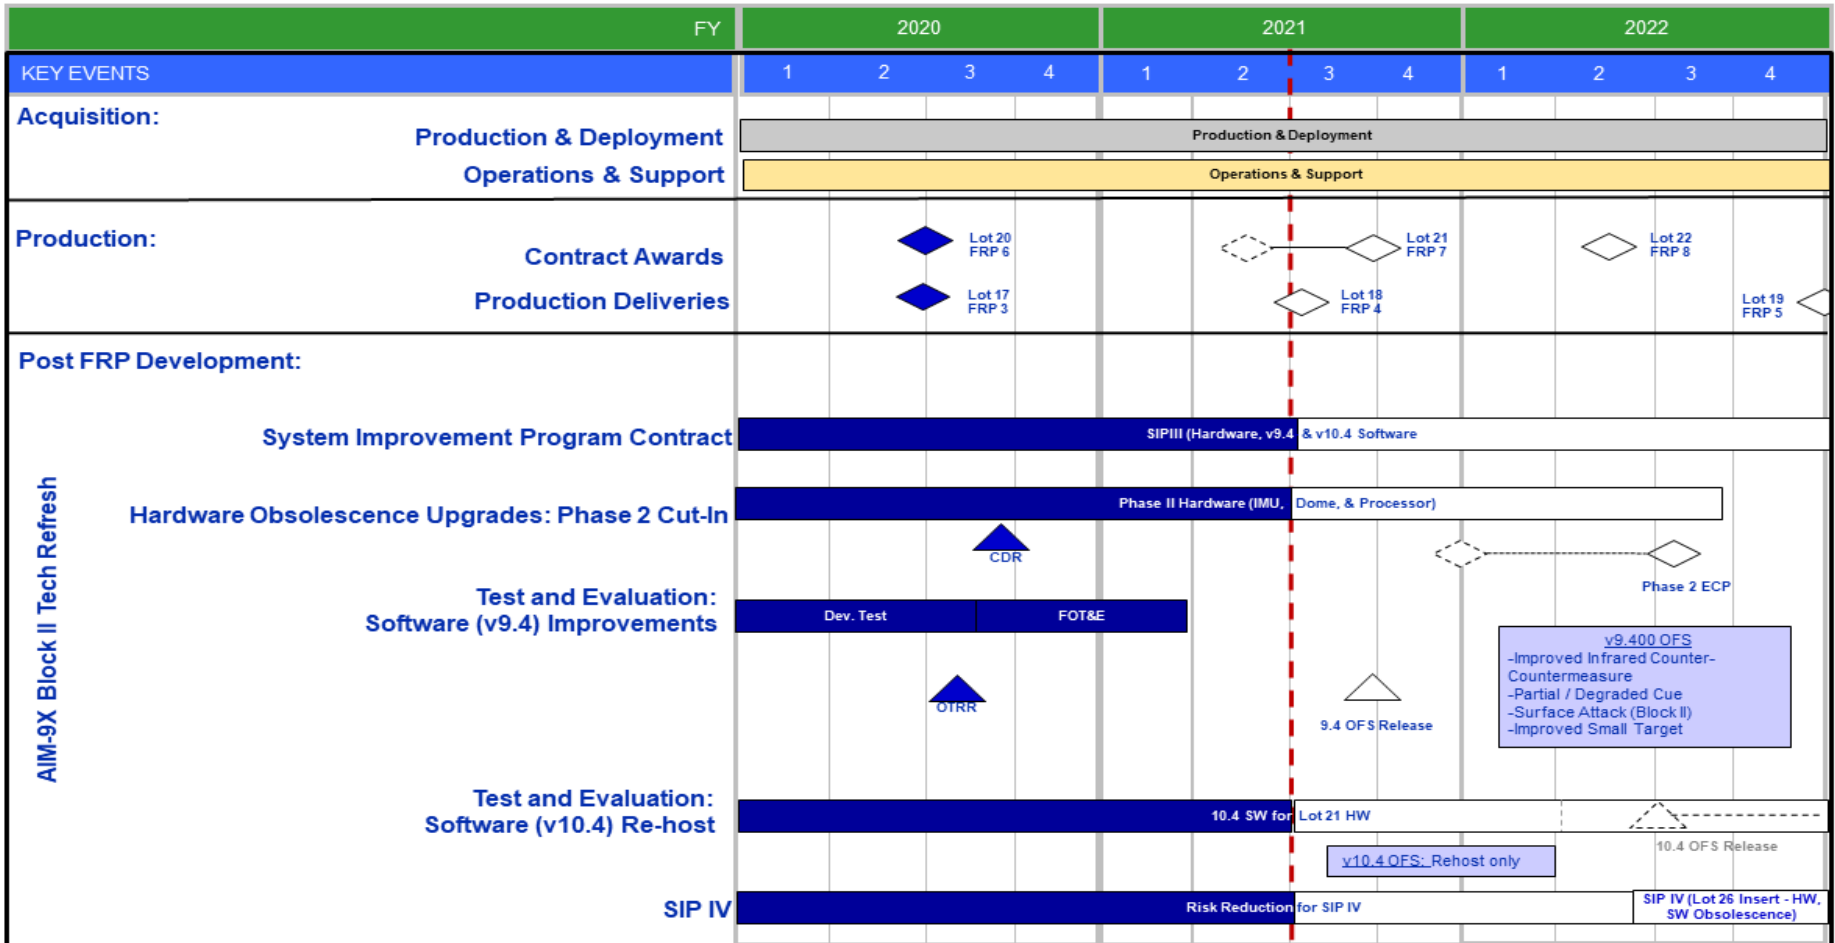 FY 2020 2021 2022
KEY EVENTS 1 2 3 4 1 2 3 4 1 2 3 4
Acquisition:
Production & Deployment
Production & Deployment
Operations & Support
Operations & Support
Production:
Contract Awards
Lot 20
FRP 6
Lot 21
FRP 7
Lot 22
FRP 8
Production Deliveries
Lot 17
FRP 3
Lot 18
FRP 4
Lot 19
FRP 5
Post FRP Development:
AIM-9X Block II Tech Refresh
System Improvement Program Contract
SIPIII (Hardware, v9.4 & v10.4 Software
Hardware Obsolescence Upgrades: Phase 2 Cut-In
Phase II Hardware (IMU, Dome, & Processor)
CDR
Phase 2 ECP
Test and Evaluation:
Software (v9.4) Improvements
Dev. Test
FOT&E
OTRR
9.4 OFS Release
v9.400 OFS
-Improved Infrared Counter-
Countermeasure
-Partial / Degraded Cue
-Surface Attack (Block II)
-Improved Small Target
Test and Evaluation:
Software (v10.4) Re-host
10.4 SW for Lot 21 HW
10.4 OFS Release
v10.4 OFS: Rehost only
SIP IV
Risk Reduction for SIP IV
SIP IV (Lot 26 Insert - HW,
SW Obsolescence)